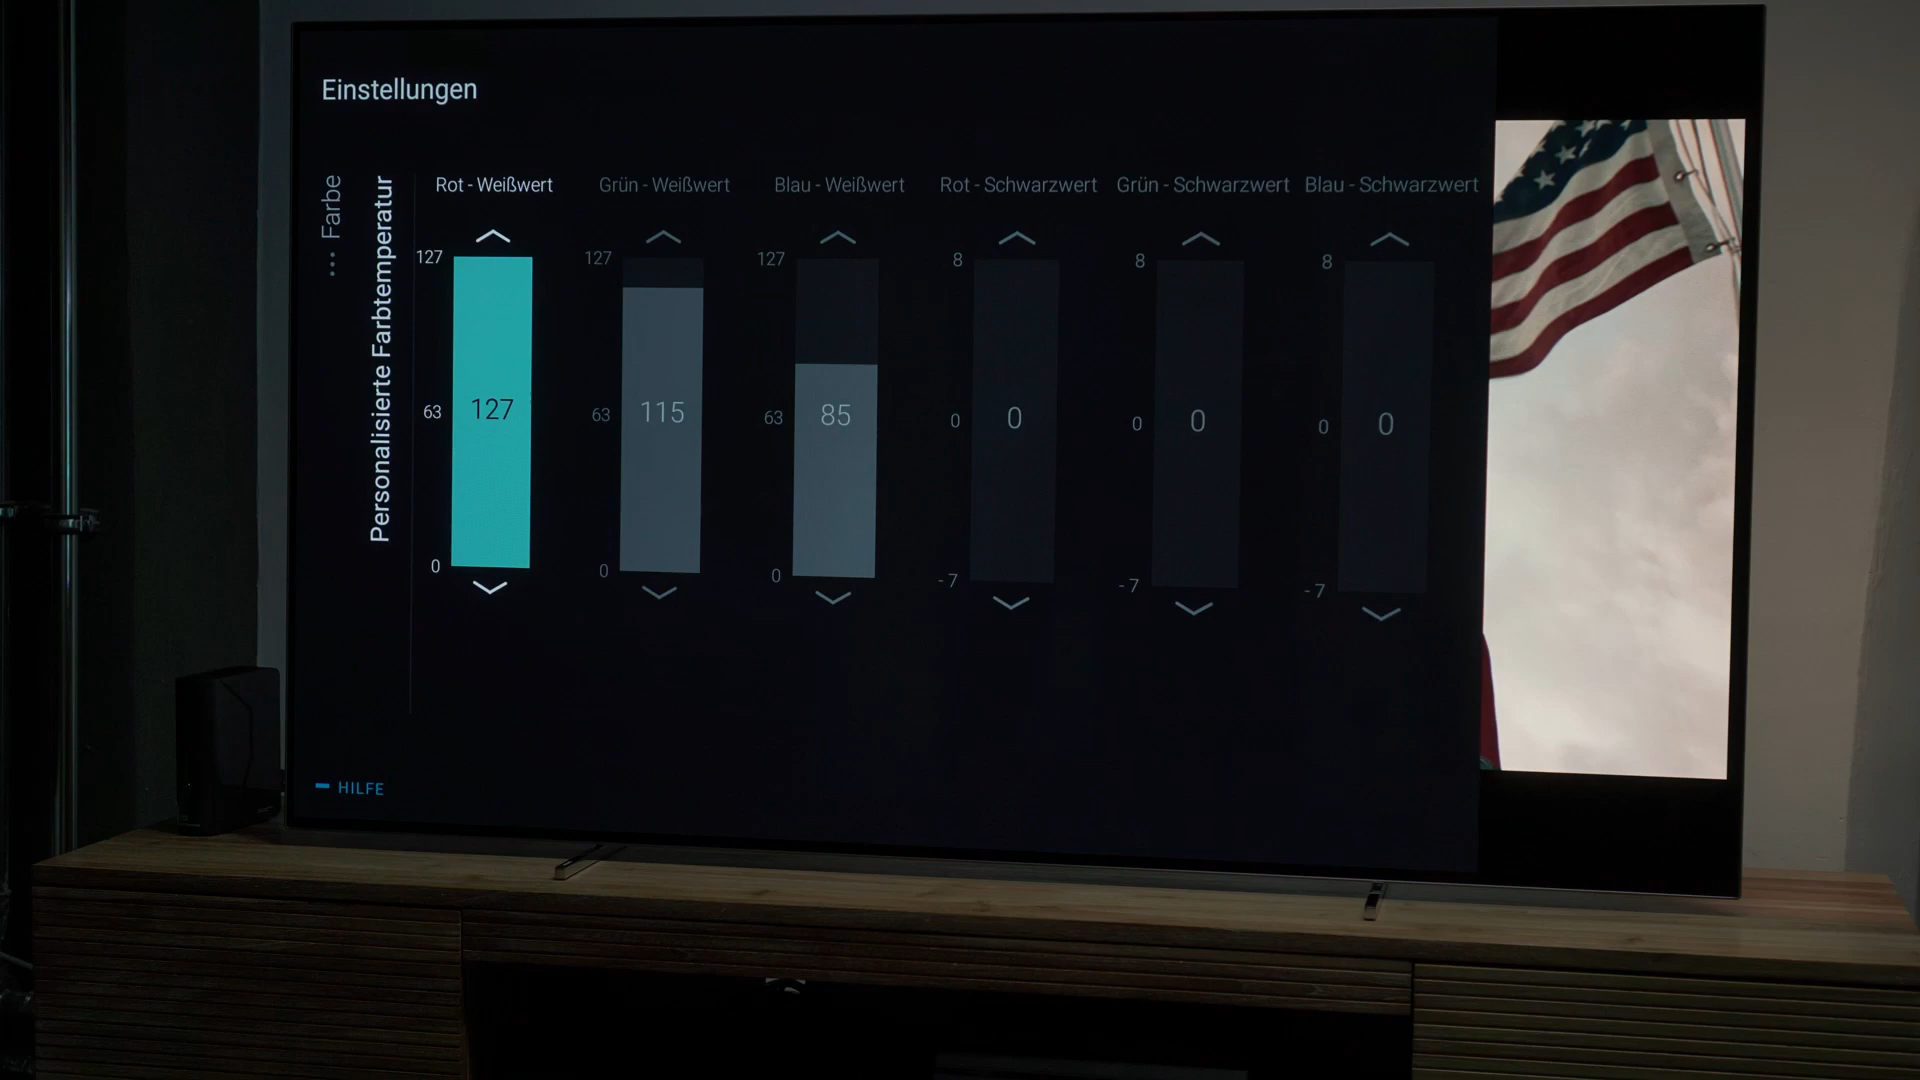 Einstellungen
... Farbe
Personalisierte Farbtemperatur
Rot - Weißwert
Grün - Weißwert
Blau - Weißwert
Rot - Schwarzwert
Grün - Schwarzwert
Blau - Schwarzwert
127
127
127
8
8
8
63
127
63
115
63
85
0
0
0
0
0
0
0
0
0
- 7
- 7
- 7
HILFE